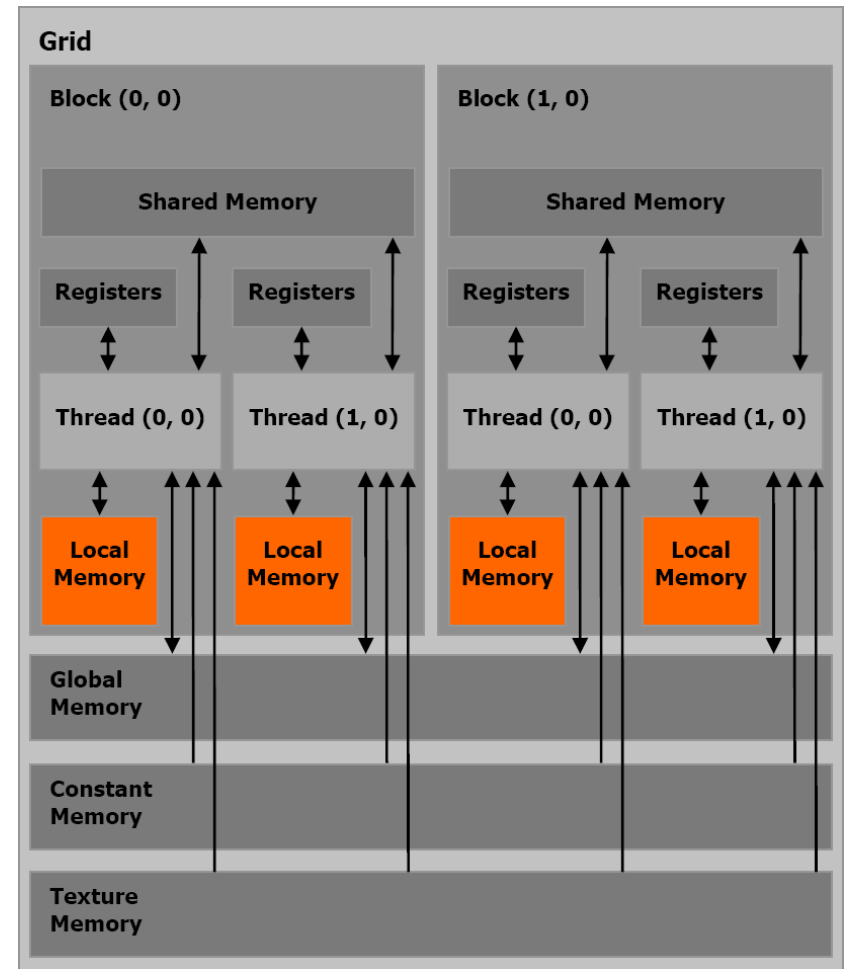 Grid
Block (0, 0)
Block (1, 0)
Shared Memory
Shared Memory
Registers
Registers
Registers
Registers
Thread (0, 0)
Thread (1, 0)
Thread (0, 0)
Thread (1, 0)
Local
Memory
Local
Memory
Local
Memory
Local
Memory
Global
Memory
Constant
Memory
Texture
Memory